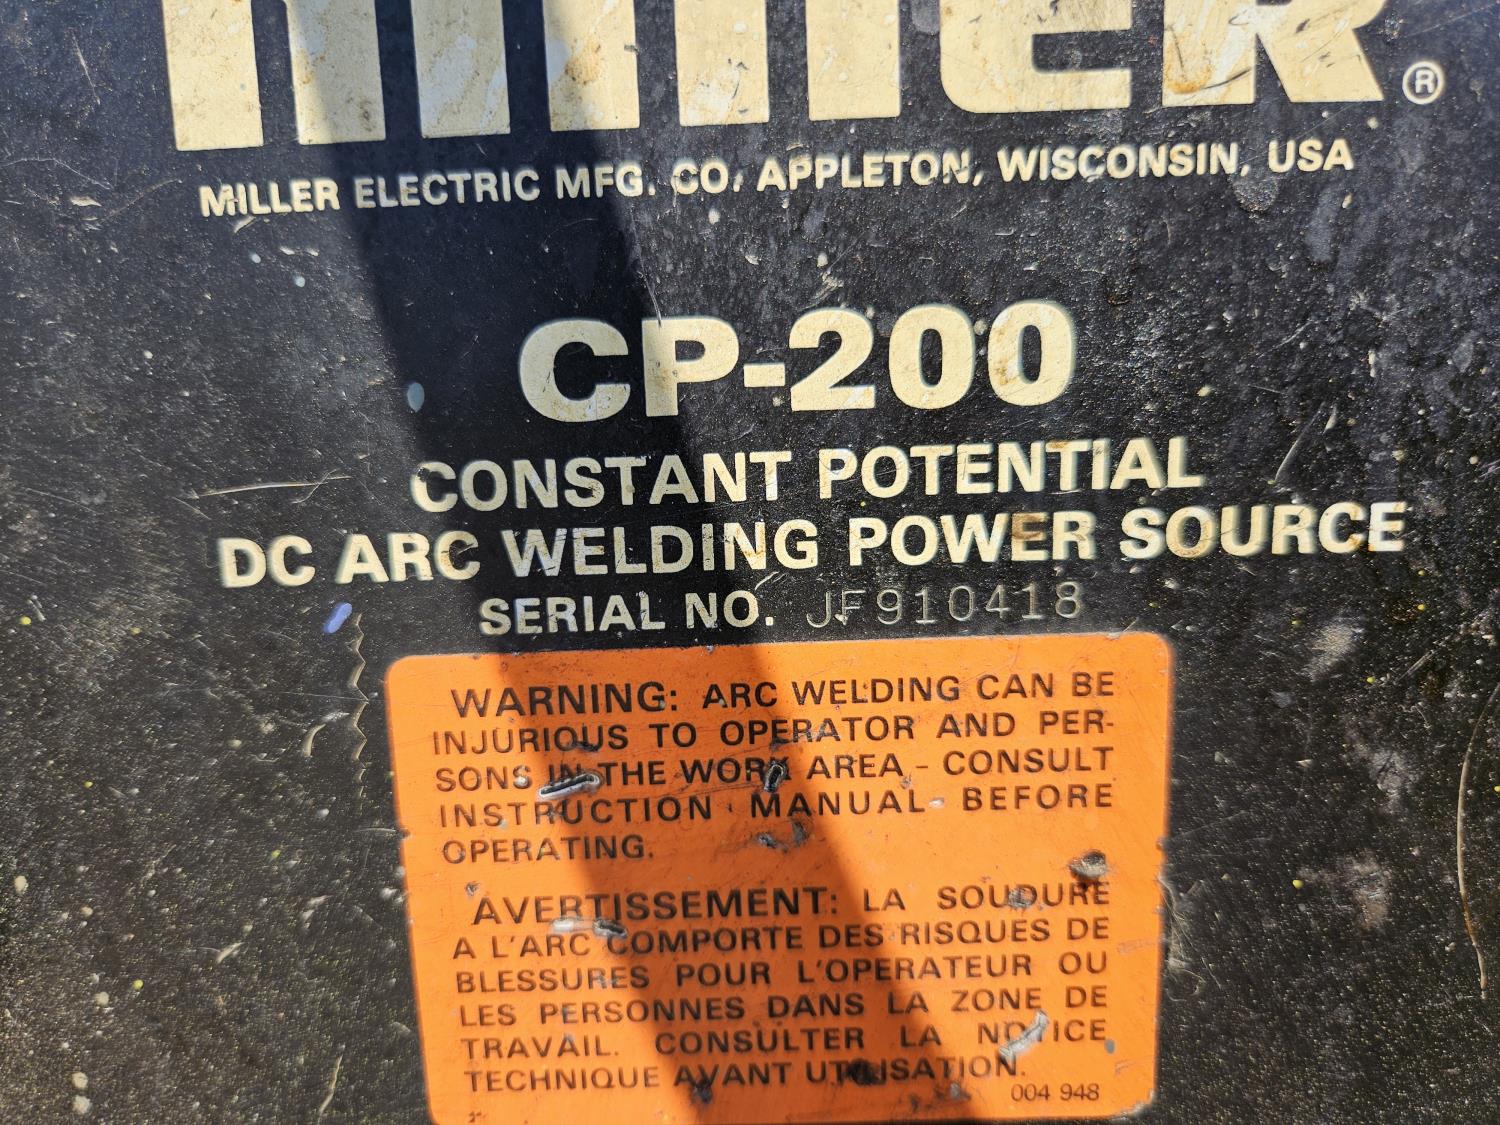 miller®
MILLER ELECTRIC MFG. CO. APPLETON, WISCONSIN, USA
CP-200
CONSTANT POTENTIAL
DC ARC WELDING POWER SOURCE
SERIAL NO. JF910418
WARNING: ARC WELDING CAN BE
INJURIOUS TO OPERATOR AND PER-
SONS IN THE WORK AREA - CONSULT
INSTRUCTION MANUAL BEFORE
OPERATING.
AVERTISSEMENT: LA SOUDURE
A L'ARC COMPORTE DES RISQUES DE
BLESSURES POUR L'OPERATEUR OU
LES PERSONNES DANS LA ZONE DE
TRAVAIL. CONSULTER LA NOTICE
TECHNIQUE AVANT UTILISATION.
004 948